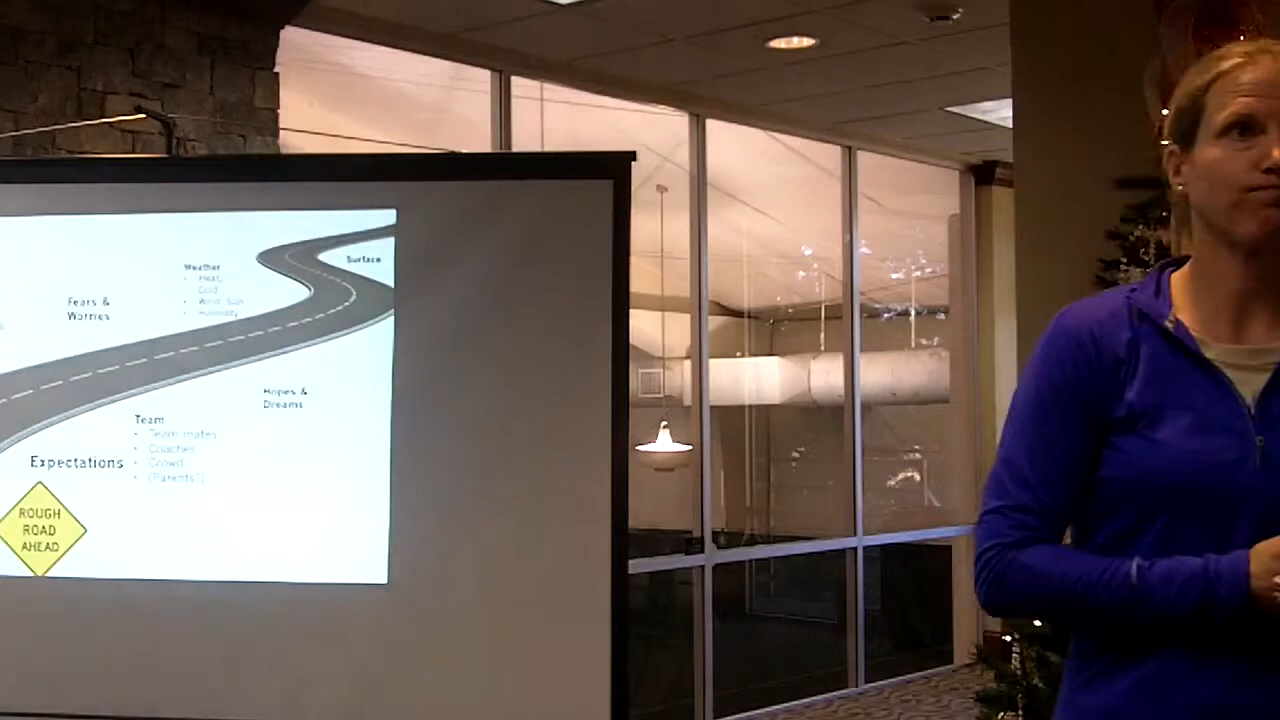 Weather
• Heat,
Cold
• Wind, Sun
• Humidity
Surface
Fears &
Worries
Hopes &
Dreams
Team
• Team mates
• Coaches
• Crowd
• (Parents?)
Expectations
ROUGH
ROAD
AHEAD